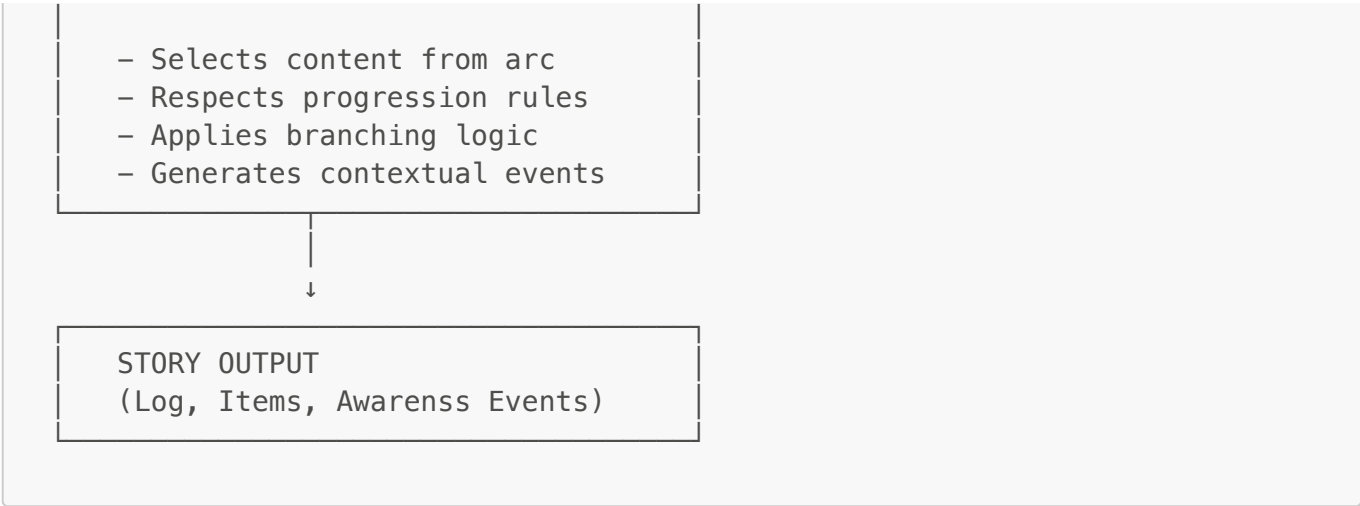 – Selects content from arc
– Respects progression rules
– Applies branching logic
– Generates contextual events
STORY OUTPUT
(Log, Items, Awarenss Events)